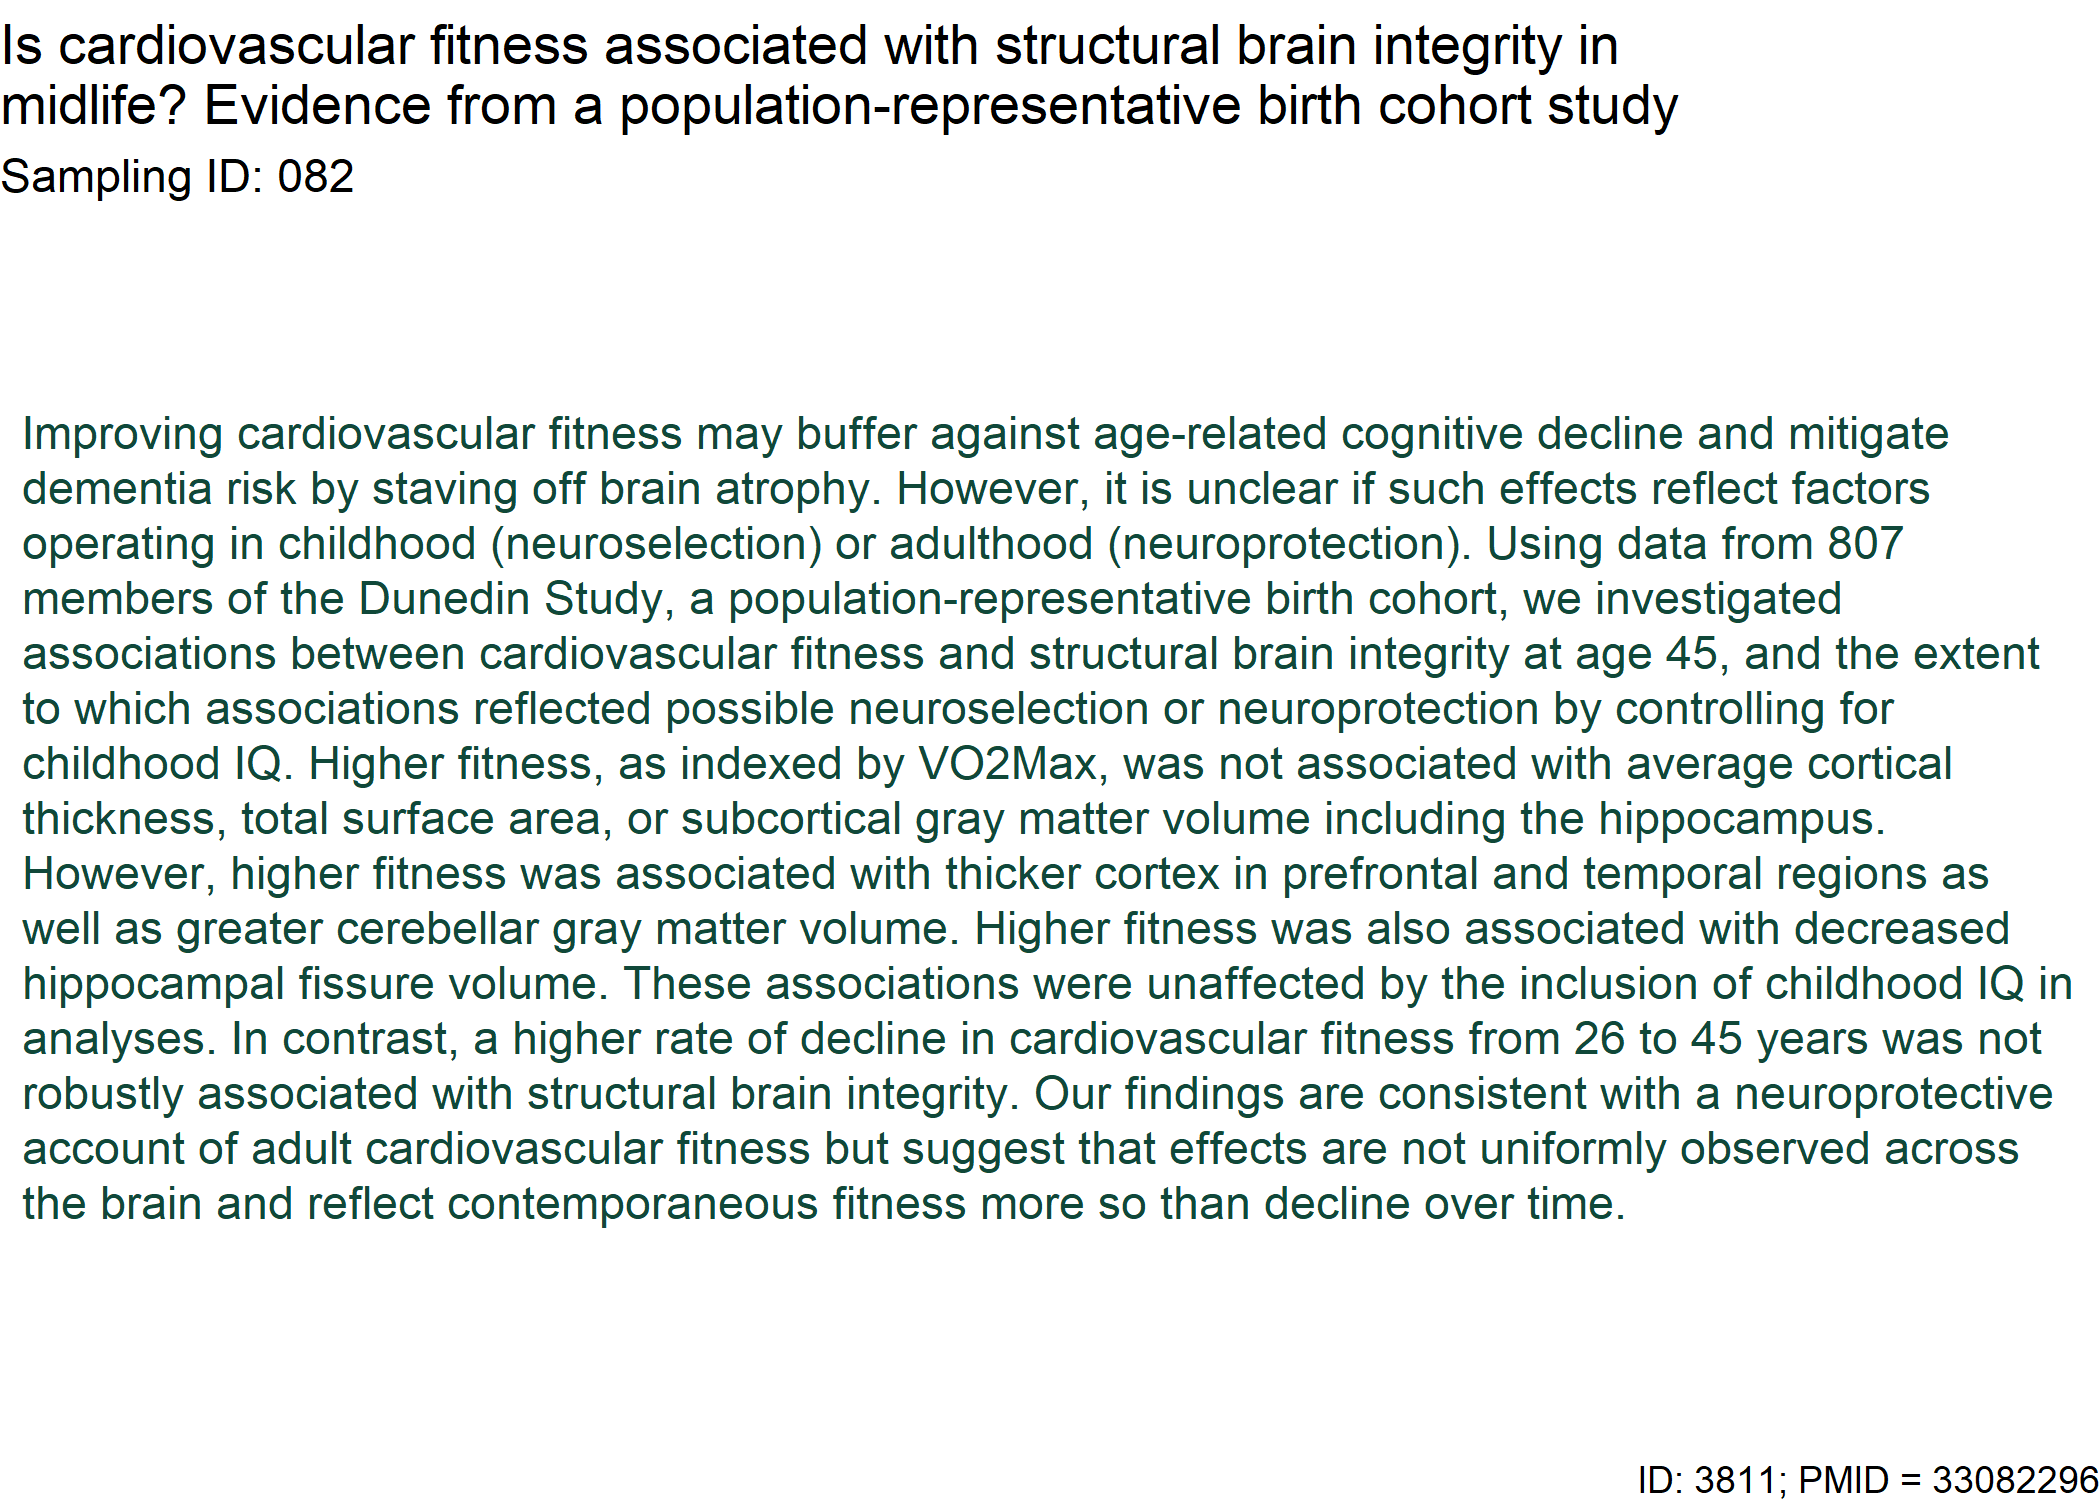 Is cardiovascular fitness associated with structural brain integrity in
midlife? Evidence from a population-representative birth cohort study
Sampling ID: 082
Improving cardiovascular fitness may buffer against age-related cognitive decline and mitigate
dementia risk by staving off brain atrophy. However, it is unclear if such effects reflect factors
operating in childhood (neuroselection) or adulthood (neuroprotection). Using data from 807
members of the Dunedin Study, a population-representative birth cohort, we investigated
associations between cardiovascular fitness and structural brain integrity at age 45, and the extent
to which associations reflected possible neuroselection or neuroprotection by controlling for
childhood IQ. Higher fitness, as indexed by VO2Max, was not associated with average cortical
thickness, total surface area, or subcortical gray matter volume including the hippocampus.
However, higher fitness was associated with thicker cortex in prefrontal and temporal regions as
well as greater cerebellar gray matter volume. Higher fitness was also associated with decreased
hippocampal fissure volume. These associations were unaffected by the inclusion of childhood IQ in
analyses. In contrast, a higher rate of decline in cardiovascular fitness from 26 to 45 years was not
robustly associated with structural brain integrity. Our findings are consistent with a neuroprotective
account of adult cardiovascular fitness but suggest that effects are not uniformly observed across
the brain and reflect contemporaneous fitness more so than decline over time.
ID: 3811; PMID = 33082296